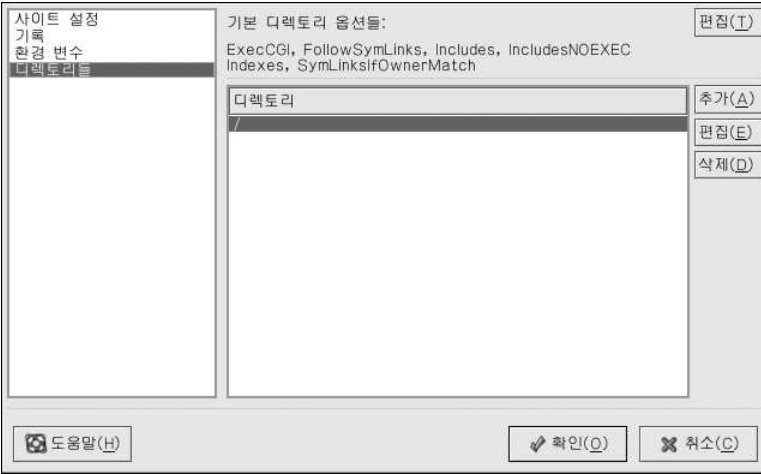 사이트 설정
기록
환경 변수
디렉토리들
기본 디렉토리 옵션들:
편집(T)
ExecCGI, FollowSymLinks, Includes, IncludesNOEXEC
Indexes, SymLinksIfOwnerMatch
디렉토리
/
추가(A)
편집(E)
삭제(D)
도움말(H)
확인(O)
취소(C)